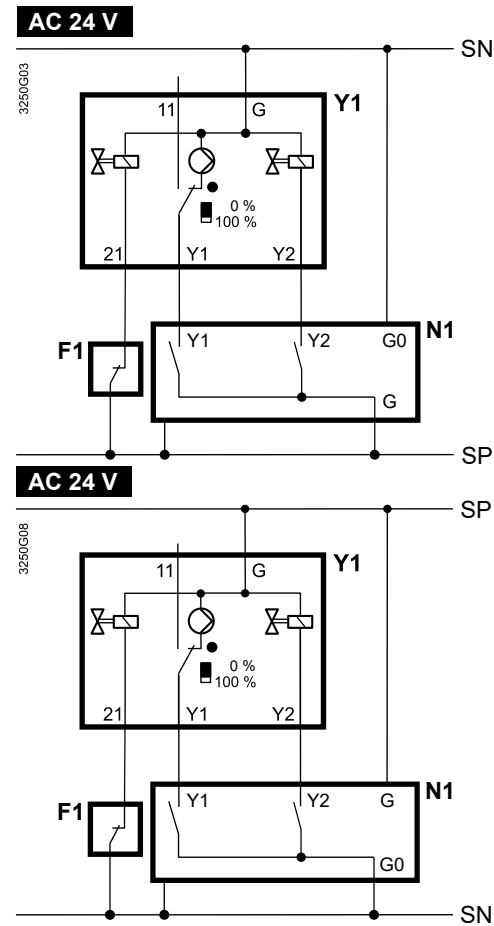 AC 24 V
SN
3250G03
11 G Y1
0 %
100 %
21 Y1 Y2
F1 Y1 Y2 G0 N1
G
SP
AC 24 V
SP
3250G08
11 G Y1
0 %
100 %
21 Y1 Y2
F1 Y1 Y2 G N1
G0
SN